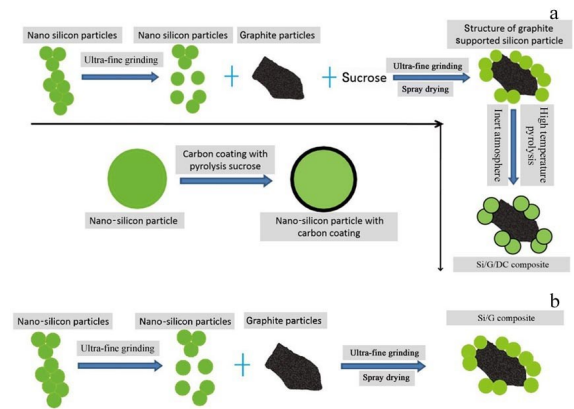 a
Nano silicon particles
Nano silicon particles
Graphite particles
Structure of graphite
supported silicon particle
Ultra-fine grinding
Ultra-fine grinding
+
+
Sucrose
Spray drying
Inert atmosphere
High temperature
pyrolysis
Carbon coating with
pyrolysis sucrose
Nano-silicon particle
Nano-silicon particle with
carbon coating
Si/G/DC composite
b
Nano-silicon particles
Nano-silicon particles
Graphite particles
Si/G composite
Ultra-fine grinding
+
Ultra-fine grinding
Spray drying